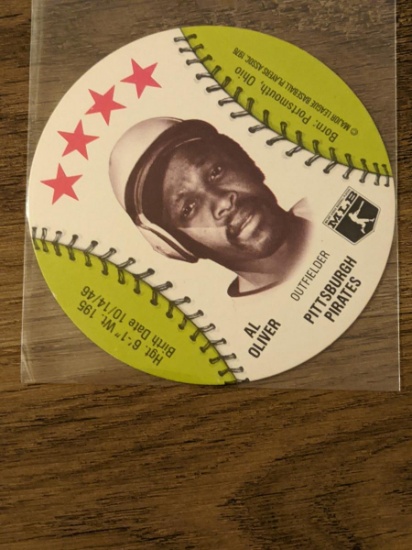 Born: Portsmouth, Ohio
© MAJOR LEAGUE BASEBALL PLAYERS ASSOC. 1976
MLB
AL
OLIVER
OUTFIELDER
PITTSBURGH
PIRATES
Hgt. 6'-1" Wt. 195
Birth Date 10/14/46